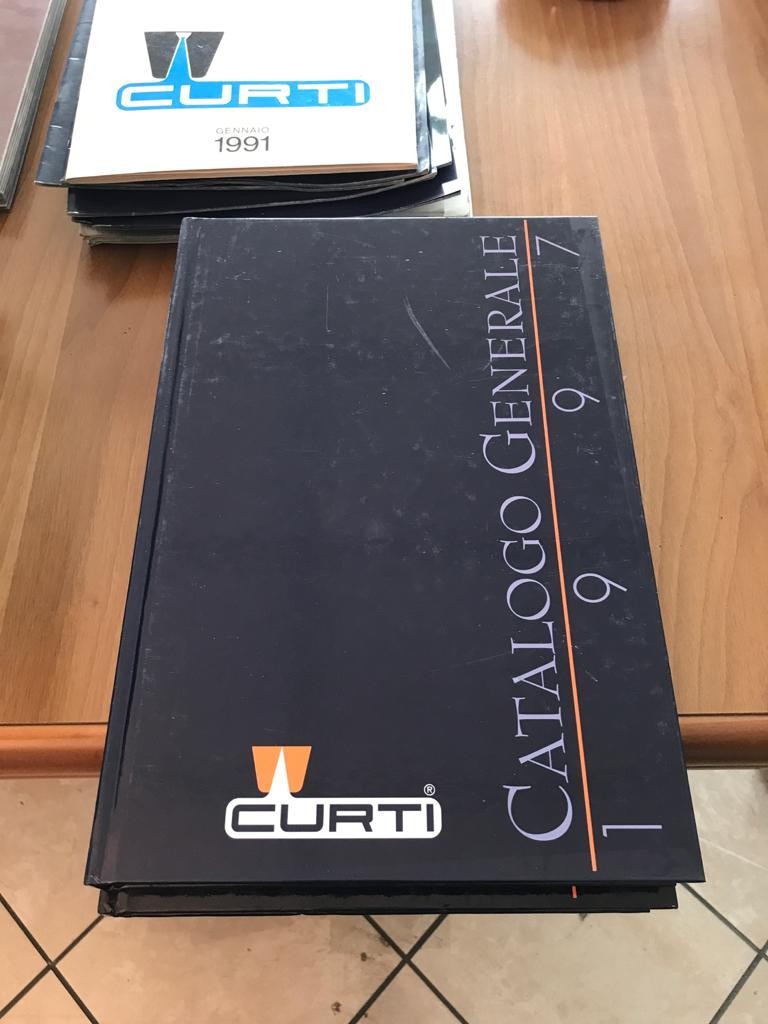 CURTI
GENNAIO
1991
CATALOGO GENERALE
1997
CURTI®